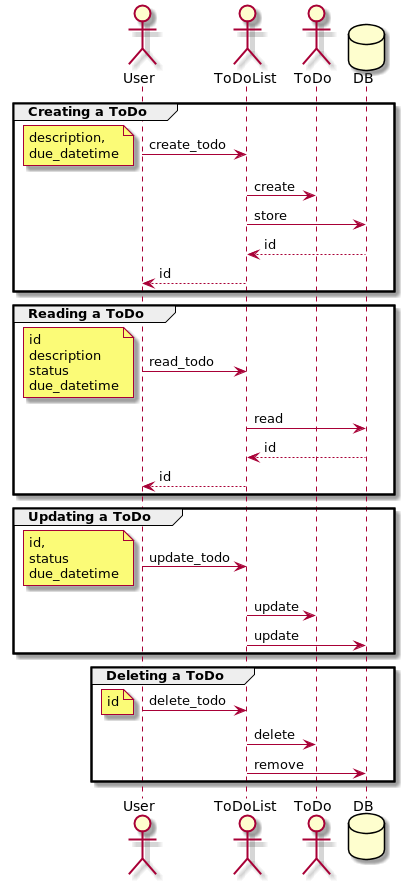 User ToDoList ToDo DB
Creating a ToDo
description,
due_datetime
create_todo
create
store
id
id
Reading a ToDo
id
description
status
due_datetime
read_todo
read
id
id
Updating a ToDo
id,
status
due_datetime
update_todo
update
update
Deleting a ToDo
id
delete_todo
delete
remove
User ToDoList ToDo DB